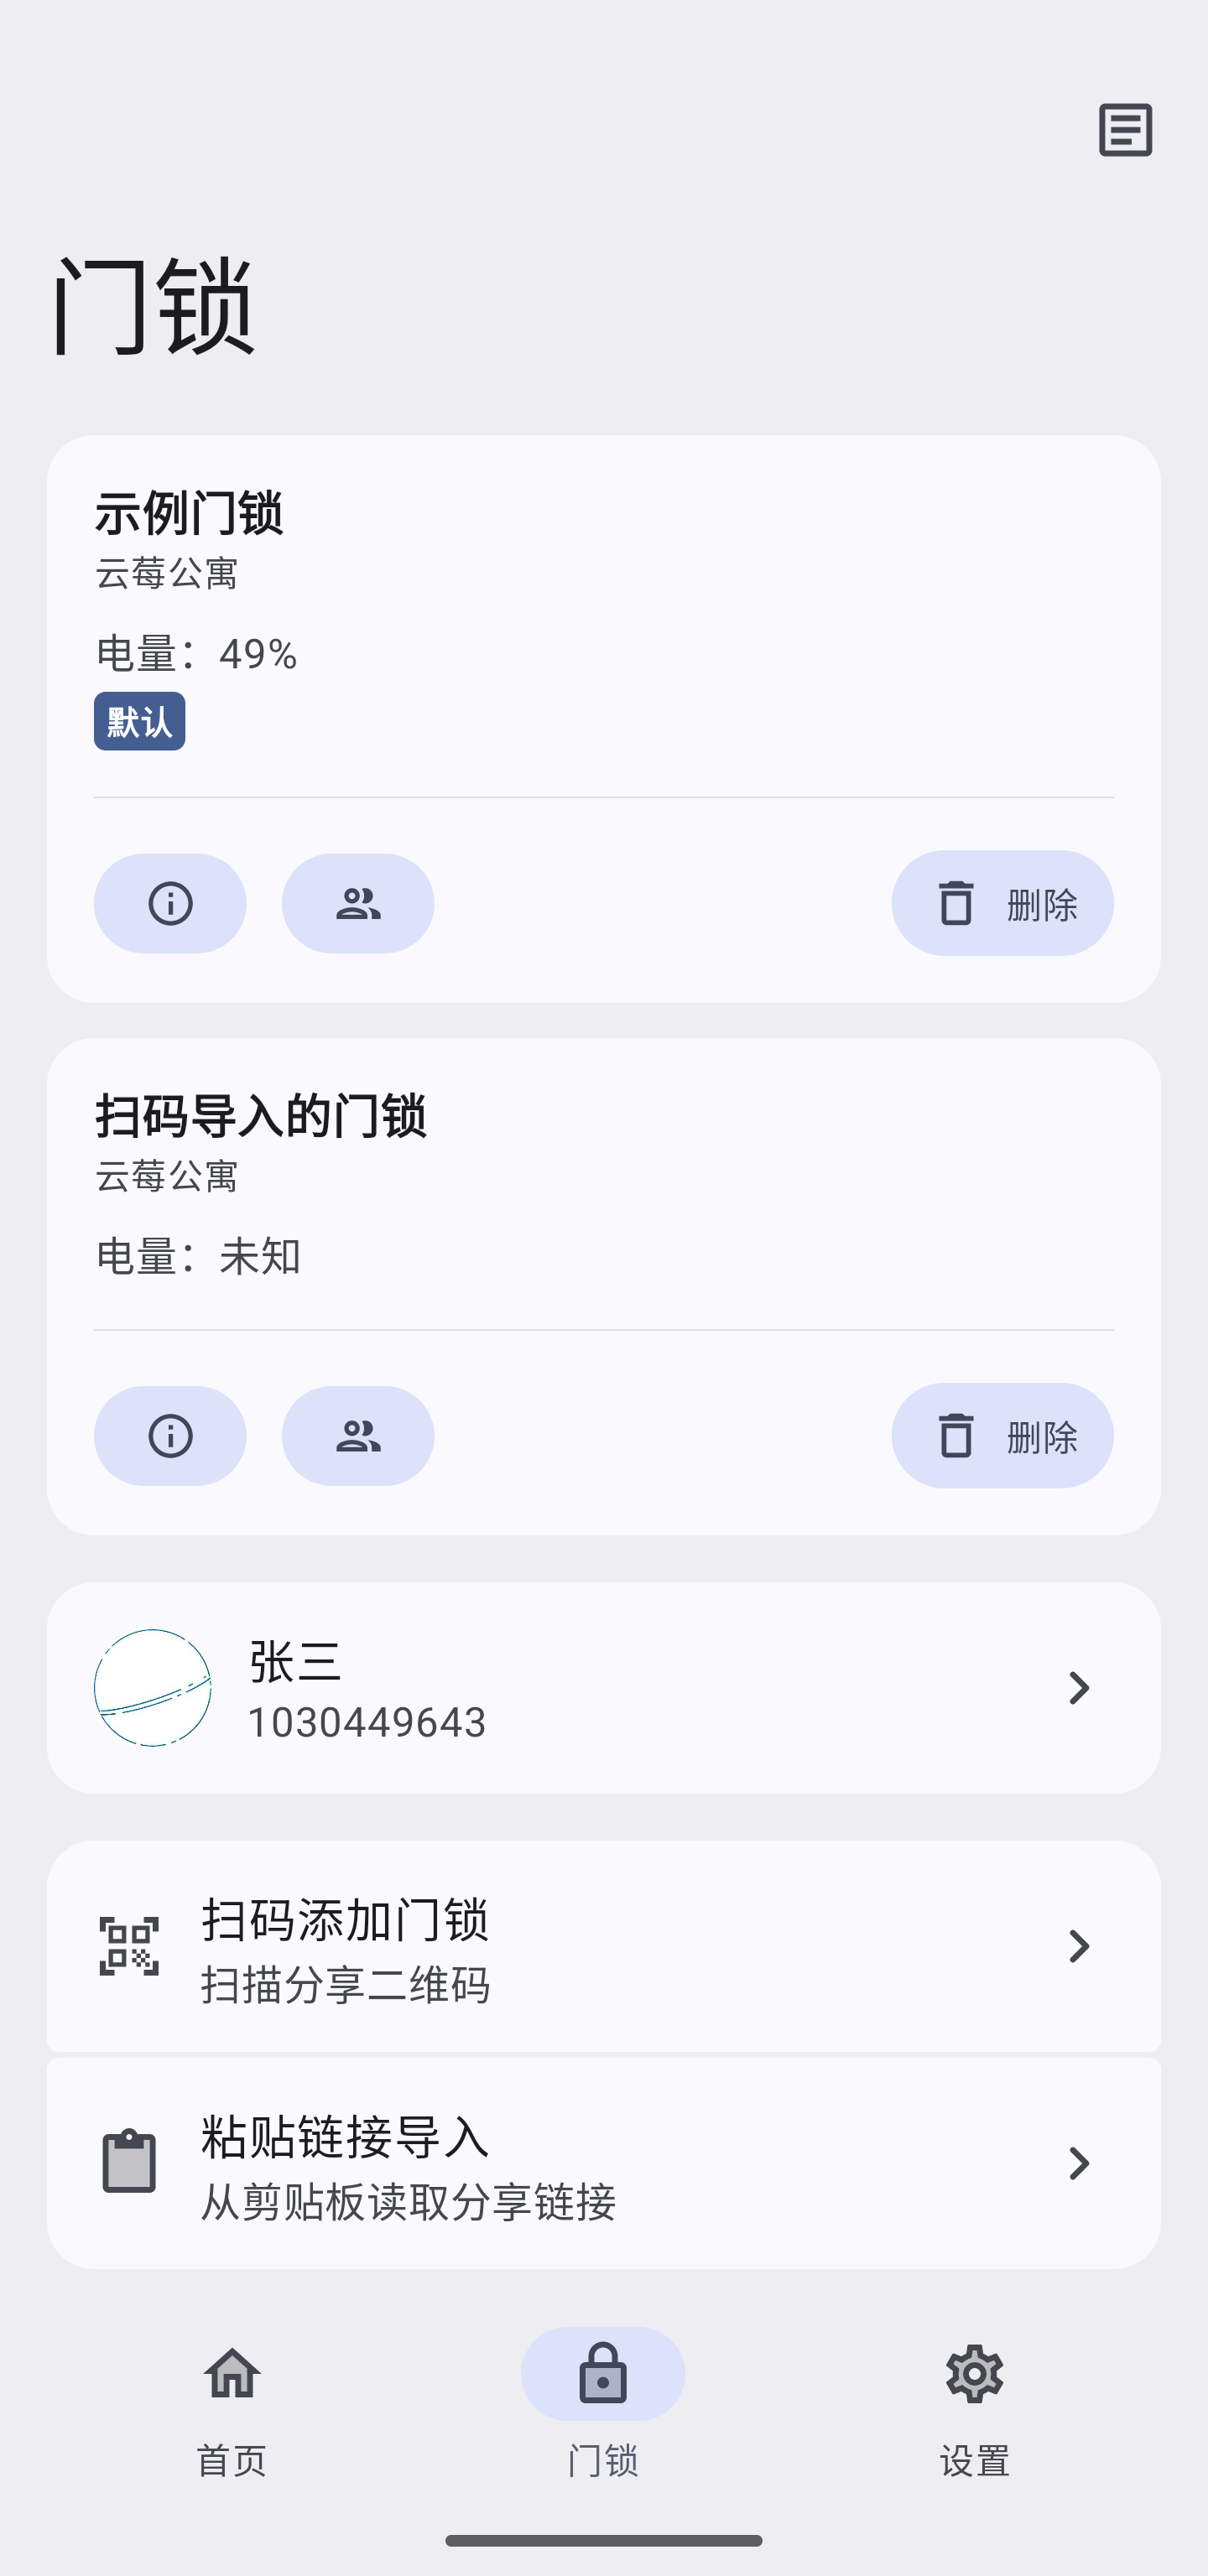 门锁
示例门锁
云莓公寓
电量：49%
默认
删除
扫码导入的门锁
云莓公寓
电量：未知
删除
张三
1030449643
扫码添加门锁
扫描分享二维码
粘贴链接导入
从剪贴板读取分享链接
首页
门锁
设置